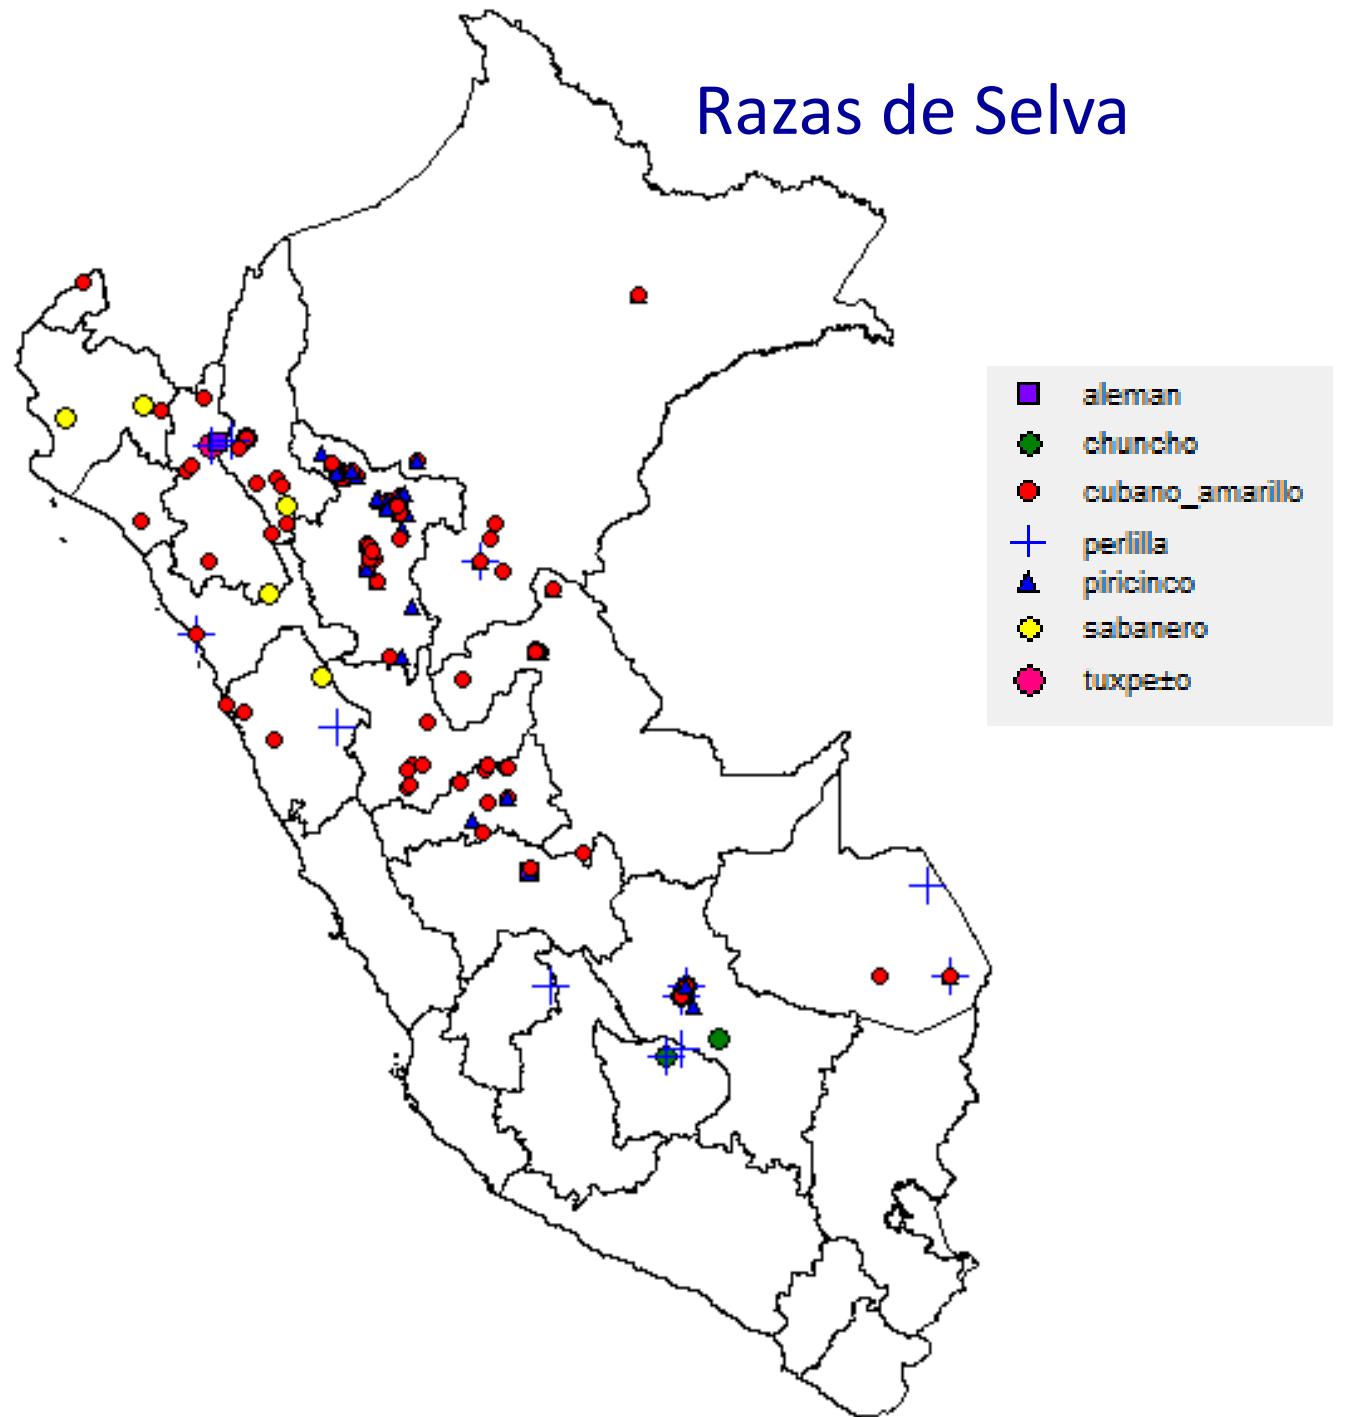 Razas de Selva
aleman
chuncho
cubano_amarillo
perlilla
piricinco
sabanero
tuxpe±o